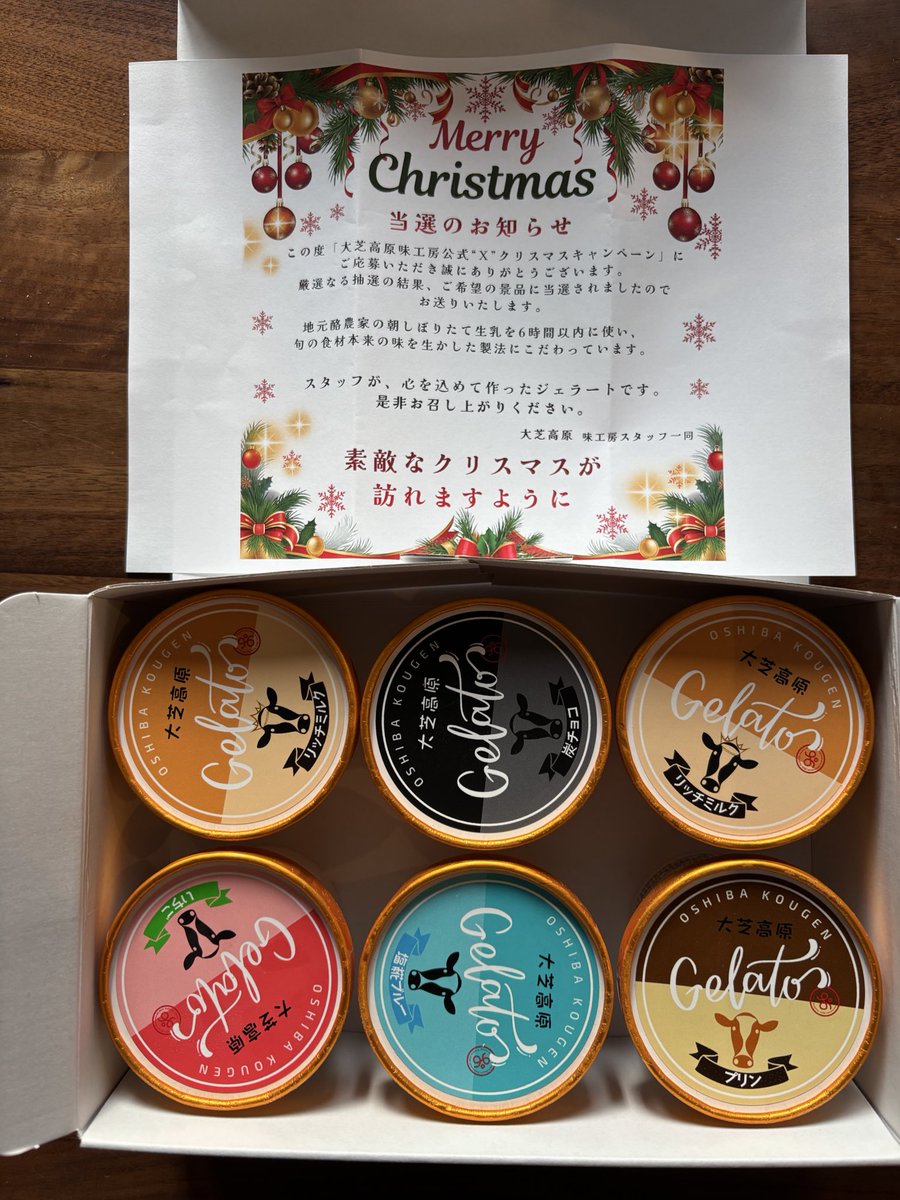 Merry
Christmas
当選のお知らせ
この度「大芝高原味工房公式“X”クリスマスキャンペーン」に
ご応募いただき誠にありがとうございます。
厳選なる抽選の結果、ご希望の景品に当選されましたので
お送りいたします。
地元酪農家の朝しぼりたて生乳を6時間以内に使い、
旬の食材本来の味を生かした製法にこだわっています。
スタッフが、心を込めて作ったジェラートです。
是非お召し上がりください。
大芝高原 味工房スタッフ一同
素敵なクリスマスが
訪れますように
OSHIBA KOUGEN
大芝高原
Gelato
リッチミルク
OSHIBA KOUGEN
大芝高原
Gelato
炭チョコ
OSHIBA KOUGEN
大芝高原
Gelato
リッチミルク
OSHIBA KOUGEN
大芝高原
Gelato
いちご
OSHIBA KOUGEN
大芝高原
Gelato
塩糀ブルー
OSHIBA KOUGEN
大芝高原
Gelato
プリン